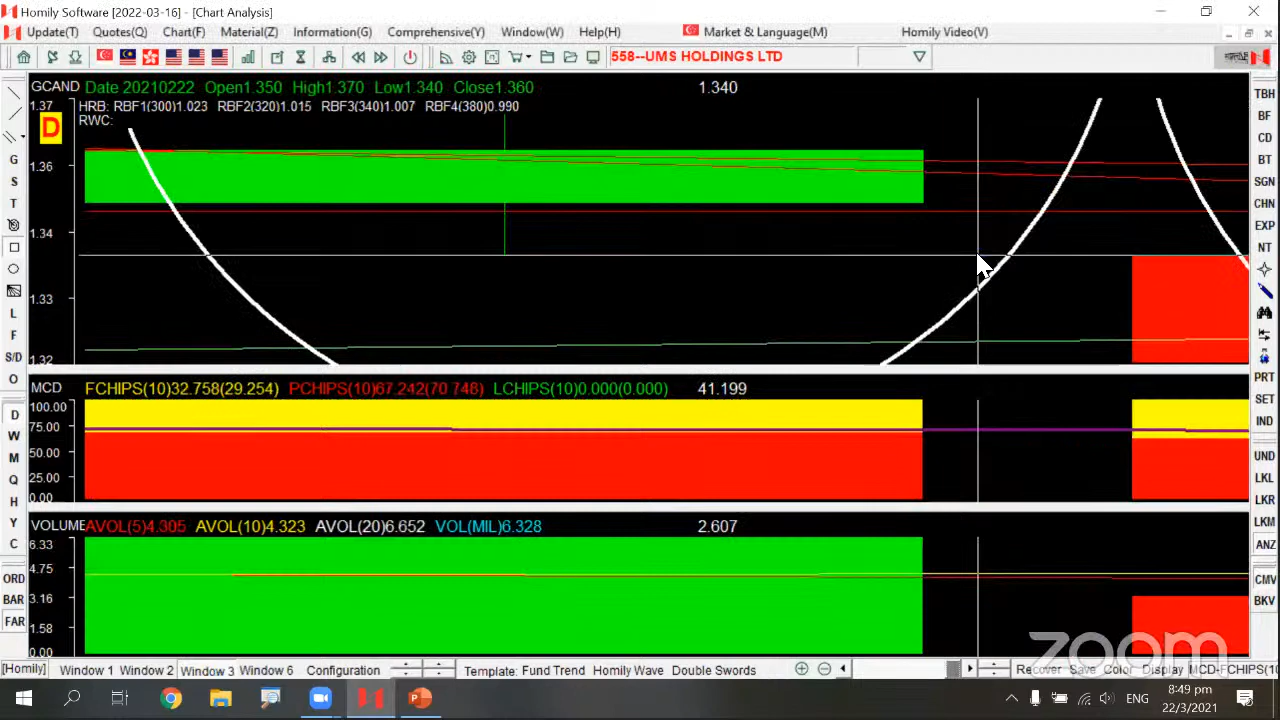 Homily Software [2022-03-16] - [Chart Analysis]
Update(T) Quotes(Q) Chart(F) Material(Z) Information(G) Comprehensive(Y) Window(W) Help(H) Market & Language(M) Homily Video(V)
558--UMS HOLDINGS LTD
GCAND Date 20210222 Open1.350 High1.370 Low1.340 Close1.360 1.340
1.37 HRB: RBF1(300)1.023 RBF2(320)1.015 RBF3(340)1.007 RBF4(380)0.990
D RWC:
1.36
1.34
1.33
1.32
MCD FCHIPS(10)32.758(29.254) PCHIPS(10)67.242(70.748) LCHIPS(10)0.000(0.000) 41.199
100.00
75.00
50.00
25.00
0.00
VOLUME AVOL(5)4.305 AVOL(10)4.323 AVOL(20)6.652 VOL(MIL)6.328 2.607
6.33
4.75
3.16
1.58
0.00
G
S
T
L
F
S/D
O
D
W
M
Q
H
Y
C
ORD
BAR
FAR
TBH
BF
CD
BT
SGN
CHN
EXP
NT
PRT
SET
IND
UND
LKL
LKR
LKM
ANZ
CMV
BKV
zoom
[Homily] Window 1 Window 2 Window 3 Window 6 Configuration Template: Fund Trend Homily Wave Double Swords Recover Save Color Display MCD-FCHIPS(10
ENG
8:49 pm
22/3/2021